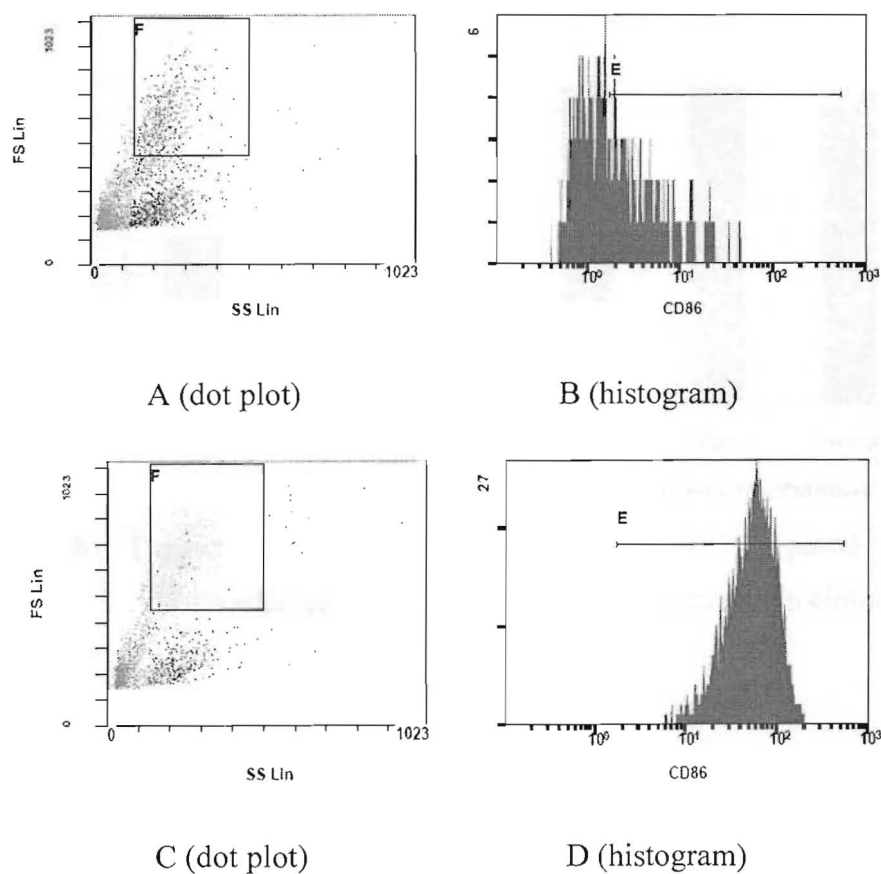 F
1023
FS Lin
0
0
1023
SS Lin
6
E
10⁰
10¹
10²
10³
CD86
A (dot plot)
B (histogram)
F
1023
FS Lin
0
0
1023
SS Lin
27
E
10⁰
10¹
10²
10³
CD86
C (dot plot)
D (histogram)